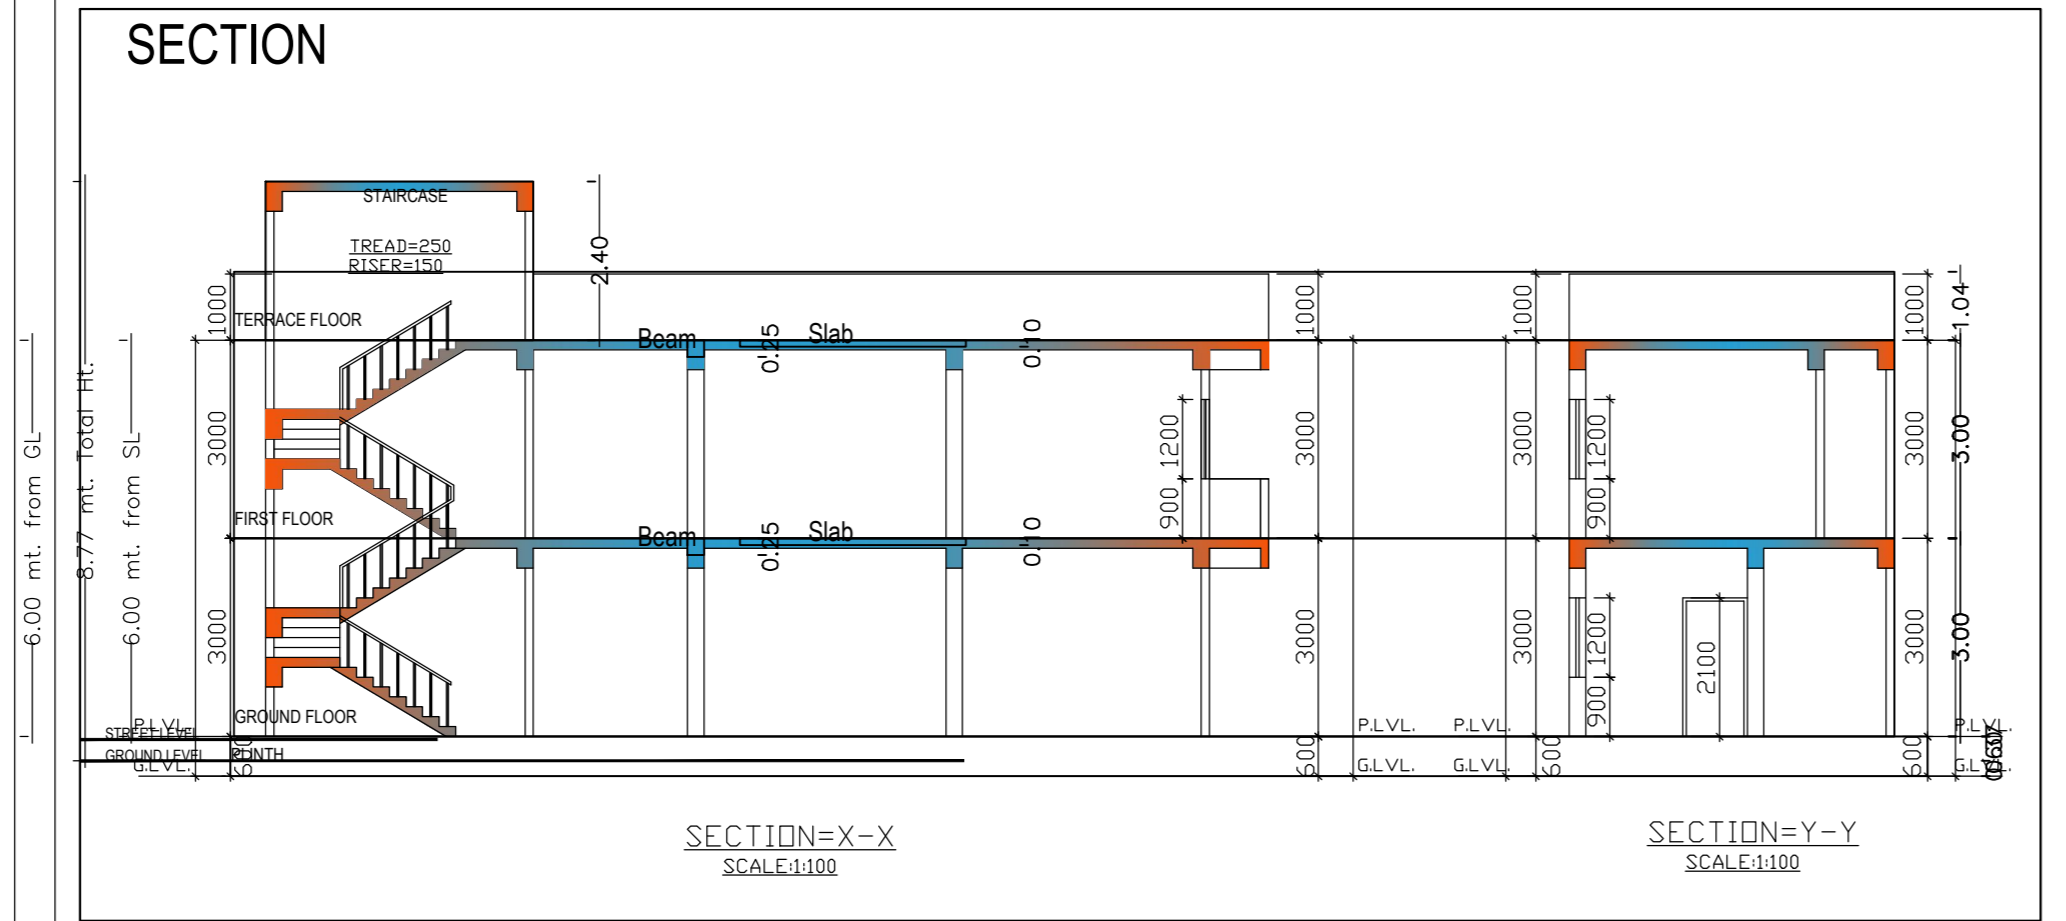 SECTION
STAIRCASE
TREAD=250
RISER=150
2.40
1000
1000
1000
1000
1.04
TERRACE FLOOR
Beam
0.25
Slab
0.10
6.00 mt. from GL
8.77 mt. Total Ht.
6.00 mt. from SL
3000
1200
900
3000
3000
1200
900
3000
3.00
FIRST FLOOR
Beam
0.25
Slab
0.10
3000
3000
3000
1200
900
2100
3000
3.00
GROUND FLOOR
P.LVL.
P.LVL.
P.LVL.
P.LVL.
STREET LEVEL
GROUND LEVEL
PLINTH
600
600
600
600
G.LVL.
G.LVL.
G.LVL.
G.LVL.
SECTION=X-X
SCALE:1:100
SECTION=Y-Y
SCALE:1:100